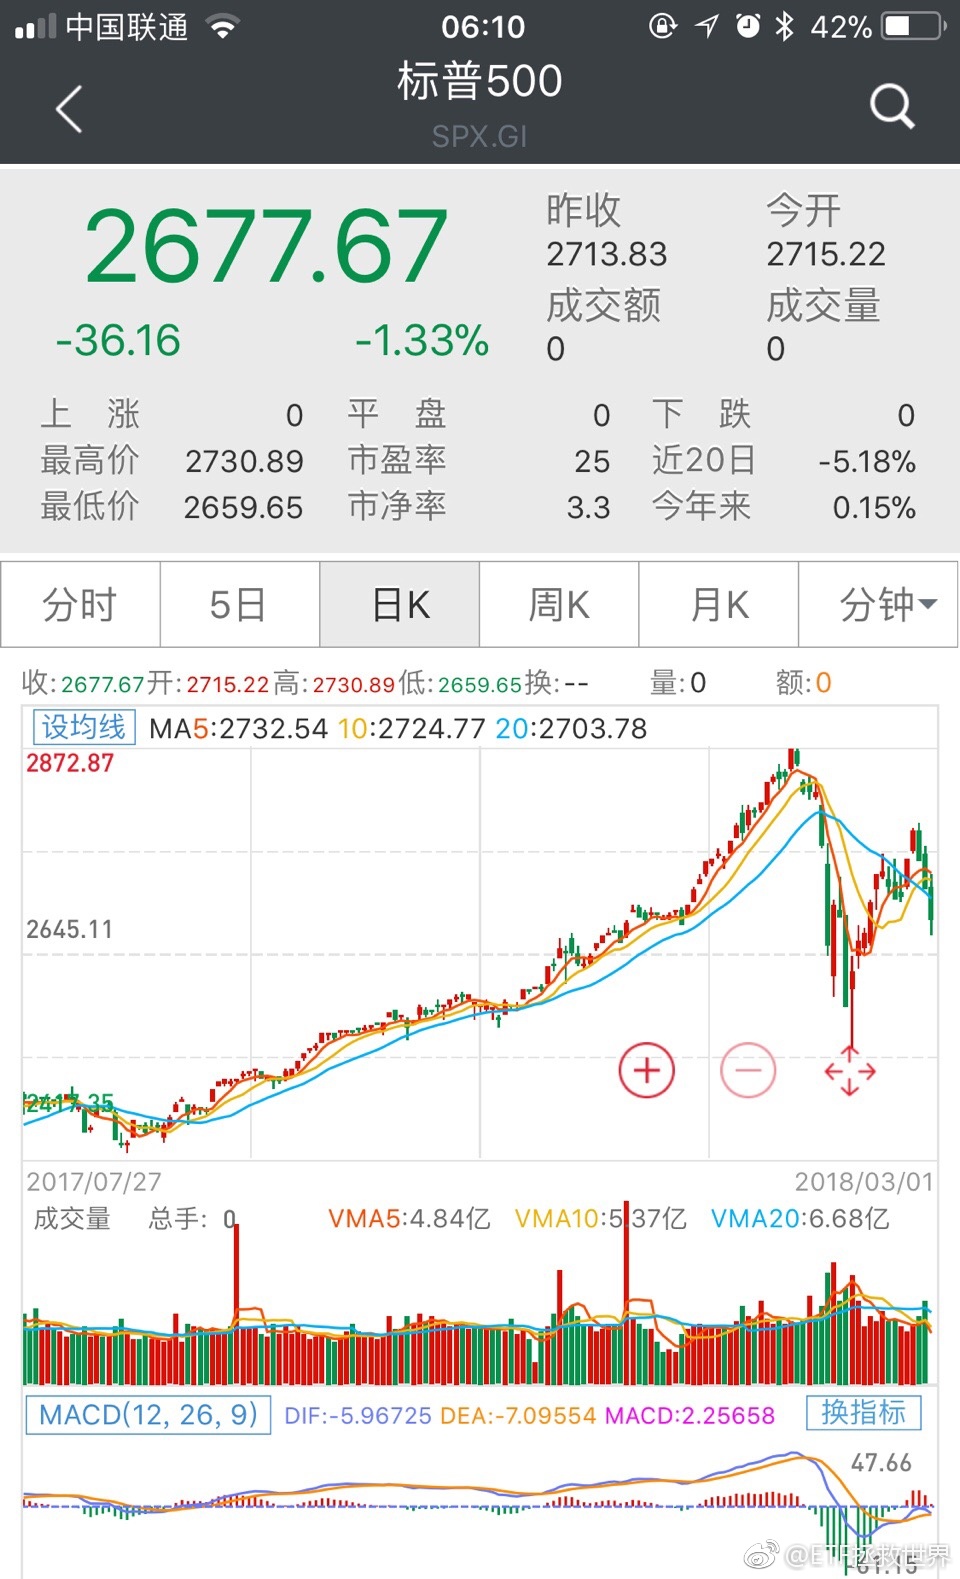 中国联通 06:10 42%
标普500
SPX.GI
2677.67
-36.16 -1.33%
昨收 今开
2713.83 2715.22
成交额 成交量
0 0
上 涨 0 平 盘 0 下 跌 0
最高价 2730.89 市盈率 25 近20日 -5.18%
最低价 2659.65 市净率 3.3 今年来 0.15%
分时 5日 日K 周K 月K 分钟
收:2677.67开:2715.22高:2730.89低:2659.65换:-- 量:0 额:0
设均线 MA5:2732.54 10:2724.77 20:2703.78
2872.87
2645.11
2417.35
2017/07/27 2018/03/01
成交量 总手: 0 VMA5:4.84亿 VMA10:5.37亿 VMA20:6.68亿
MACD(12, 26, 9) DIF:-5.96725 DEA:-7.09554 MACD:2.25658 换指标
47.66
-61.15
@ETF拯救世界